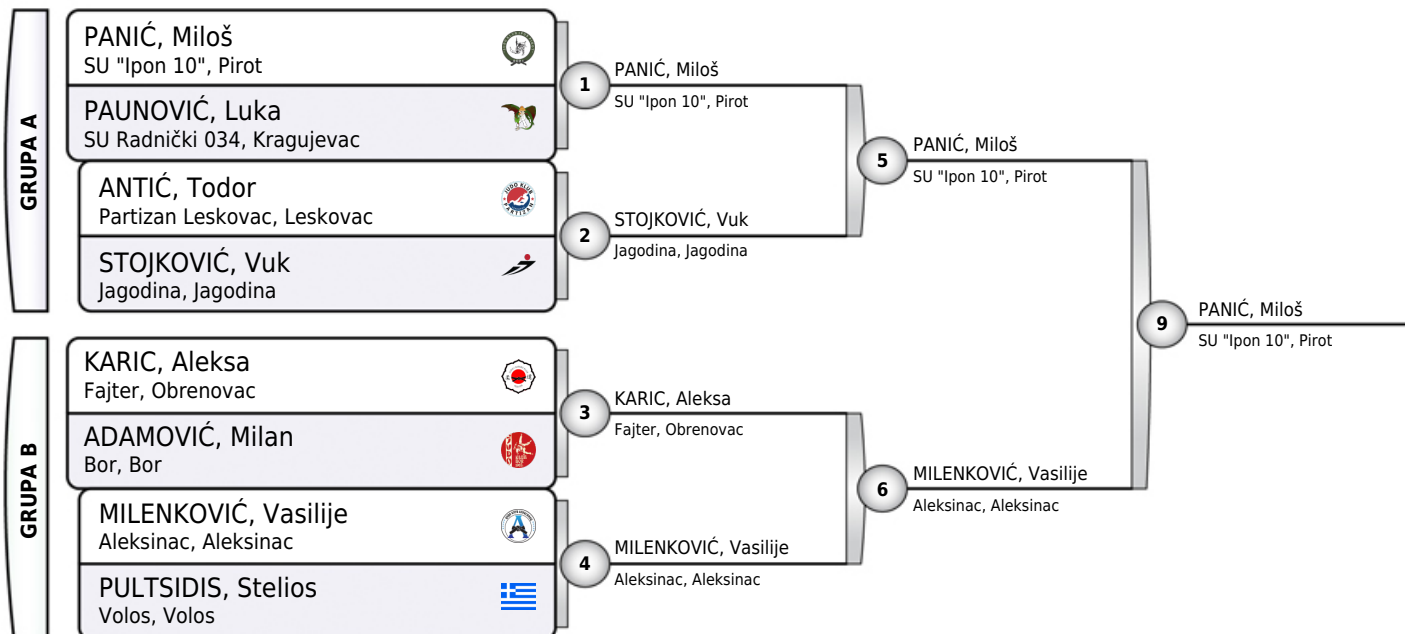 GRUPA A
PANIĆ, Miloš
SU "Ipon 10", Pirot
PAUNOVIĆ, Luka
SU Radnički 034, Kragujevac
ANTIĆ, Todor
Partizan Leskovac, Leskovac
STOJKOVIĆ, Vuk
Jagodina, Jagodina
1
PANIĆ, Miloš
SU "Ipon 10", Pirot
2
STOJKOVIĆ, Vuk
Jagodina, Jagodina
5
PANIĆ, Miloš
SU "Ipon 10", Pirot
GRUPA B
KARIC, Aleksa
Fajter, Obrenovac
ADAMOVIĆ, Milan
Bor, Bor
MILENKOVIĆ, Vasilije
Aleksinac, Aleksinac
PULTSIDIS, Stelios
Volos, Volos
3
KARIC, Aleksa
Fajter, Obrenovac
4
MILENKOVIĆ, Vasilije
Aleksinac, Aleksinac
6
MILENKOVIĆ, Vasilije
Aleksinac, Aleksinac
9
PANIĆ, Miloš
SU "Ipon 10", Pirot